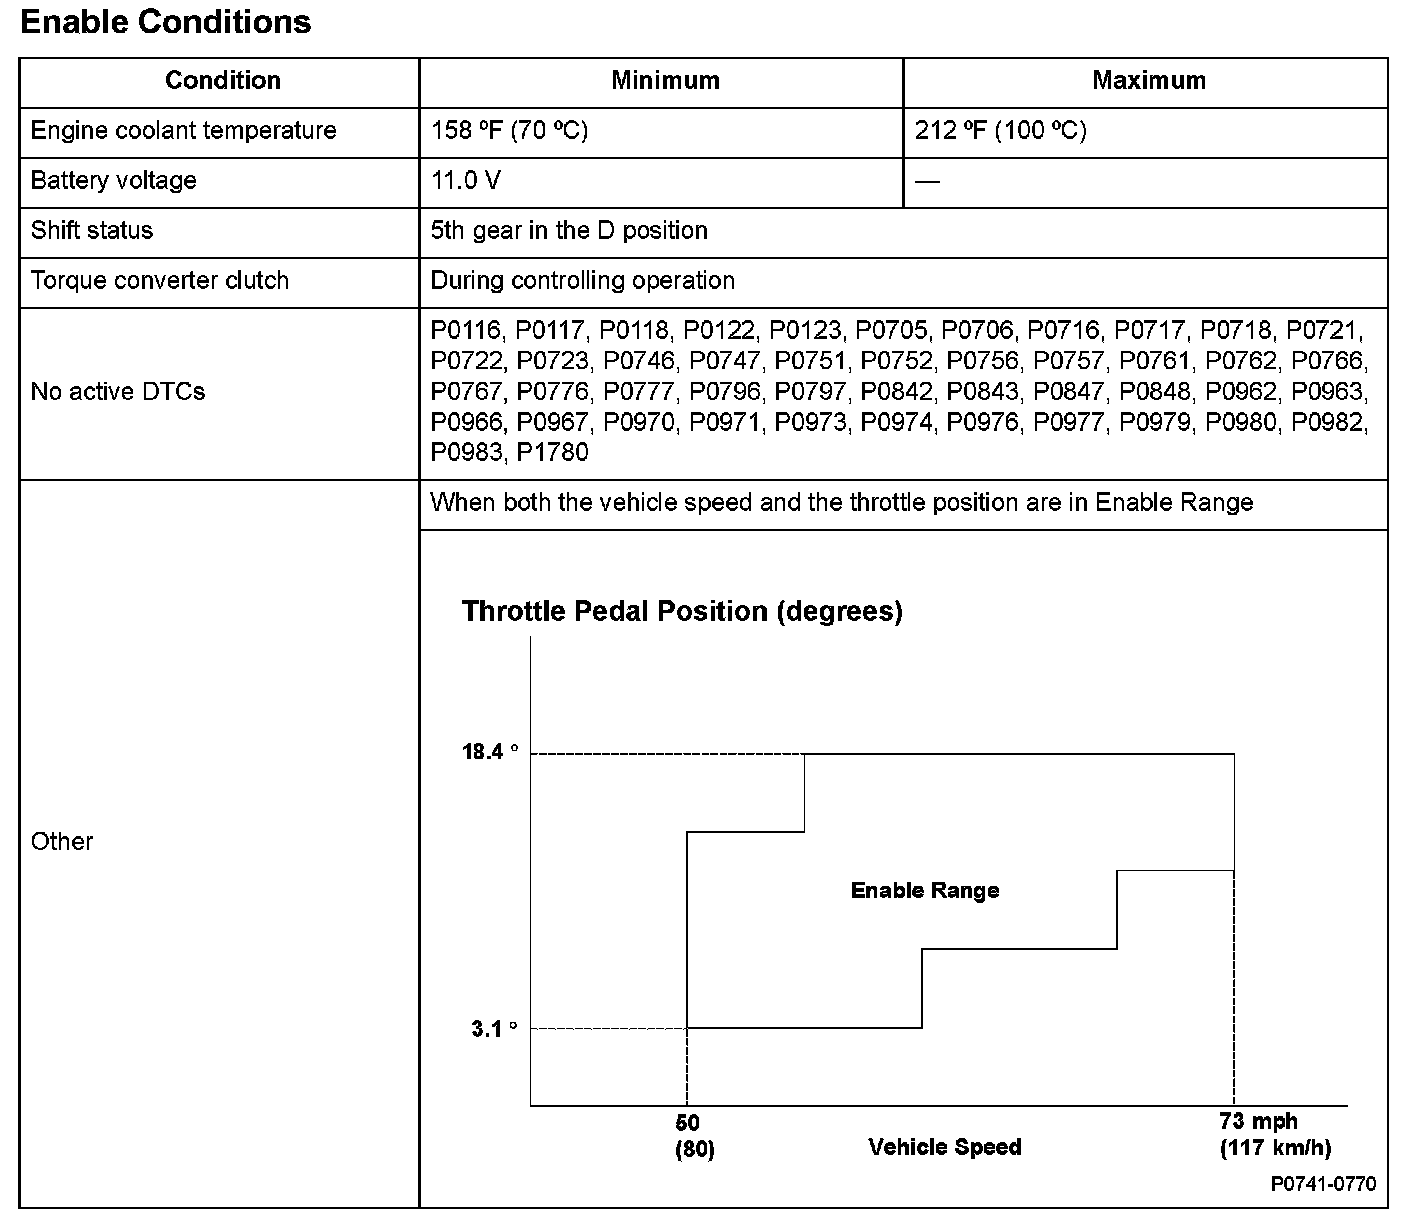 Enable Conditions
Condition Minimum Maximum
Engine coolant temperature 158 ºF (70 ºC) 212 ºF (100 ºC)
Battery voltage 11.0 V —
Shift status 5th gear in the D position
Torque converter clutch During controlling operation
No active DTCs
P0116, P0117, P0118, P0122, P0123, P0705, P0706, P0716, P0717, P0718, P0721,
P0722, P0723, P0746, P0747, P0751, P0752, P0756, P0757, P0761, P0762, P0766,
P0767, P0776, P0777, P0796, P0797, P0842, P0843, P0847, P0848, P0962, P0963,
P0966, P0967, P0970, P0971, P0973, P0974, P0976, P0977, P0979, P0980, P0982,
P0983, P1780
Other
When both the vehicle speed and the throttle position are in Enable Range
Throttle Pedal Position (degrees)
18.4 º
Enable Range
3.1 º
50 73 mph
(80) Vehicle Speed (117 km/h)
P0741-0770